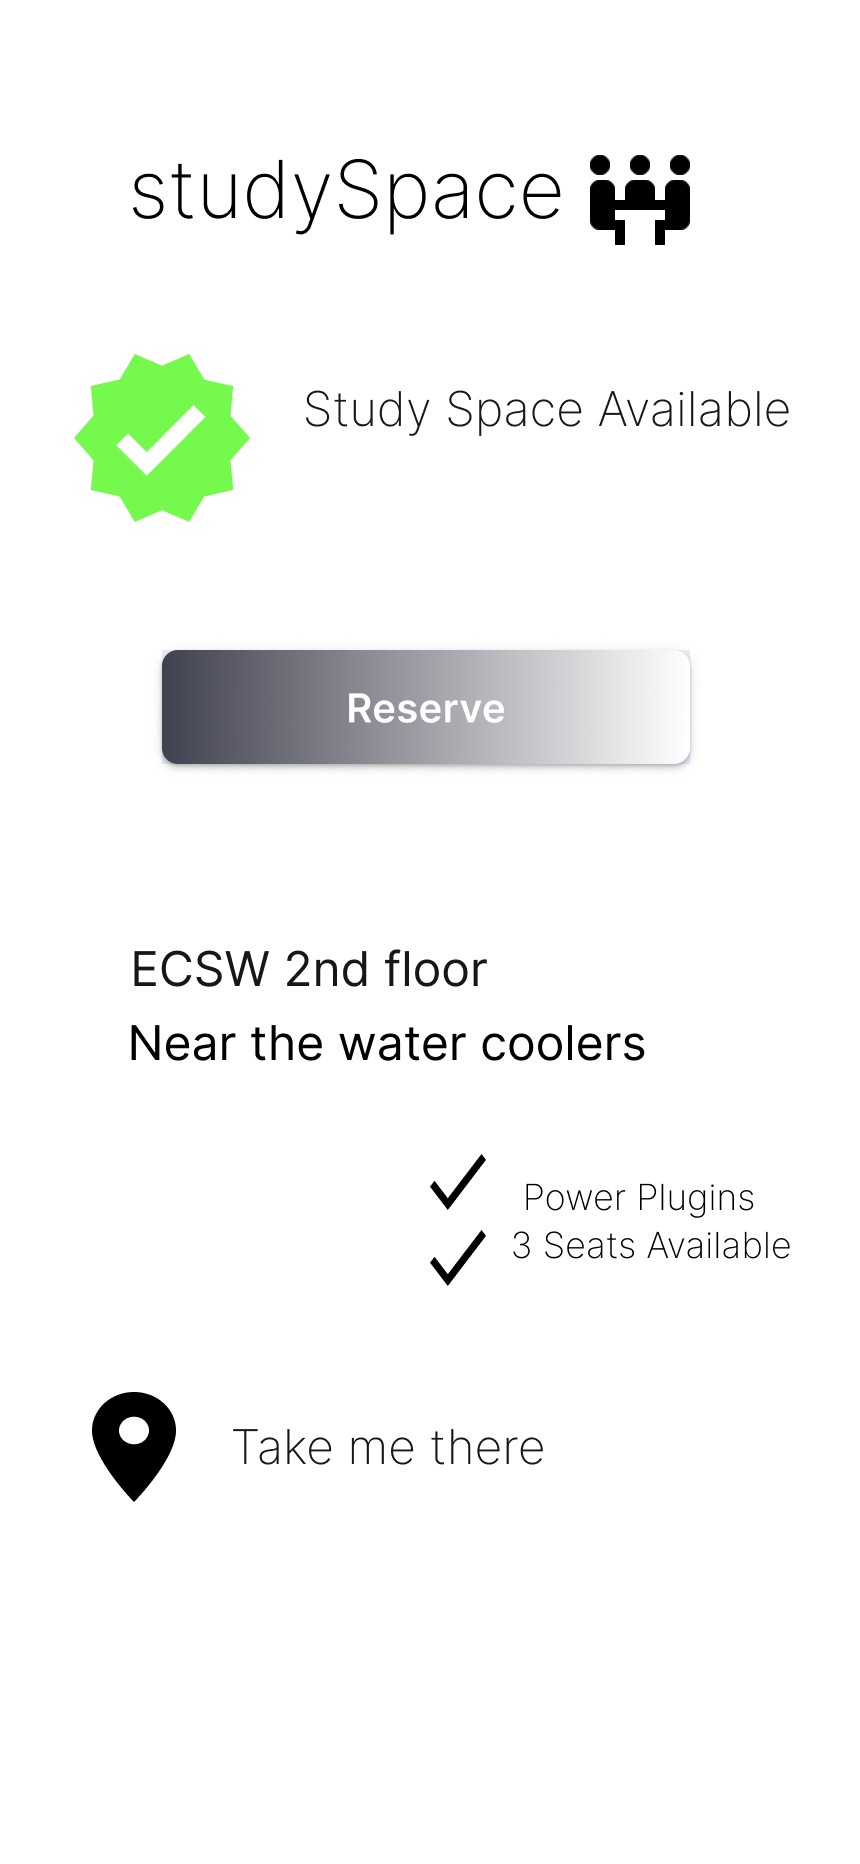 studySpace
Study Space Available
Reserve
ECSW 2nd floor
Near the water coolers
Power Plugins
3 Seats Available
Take me there